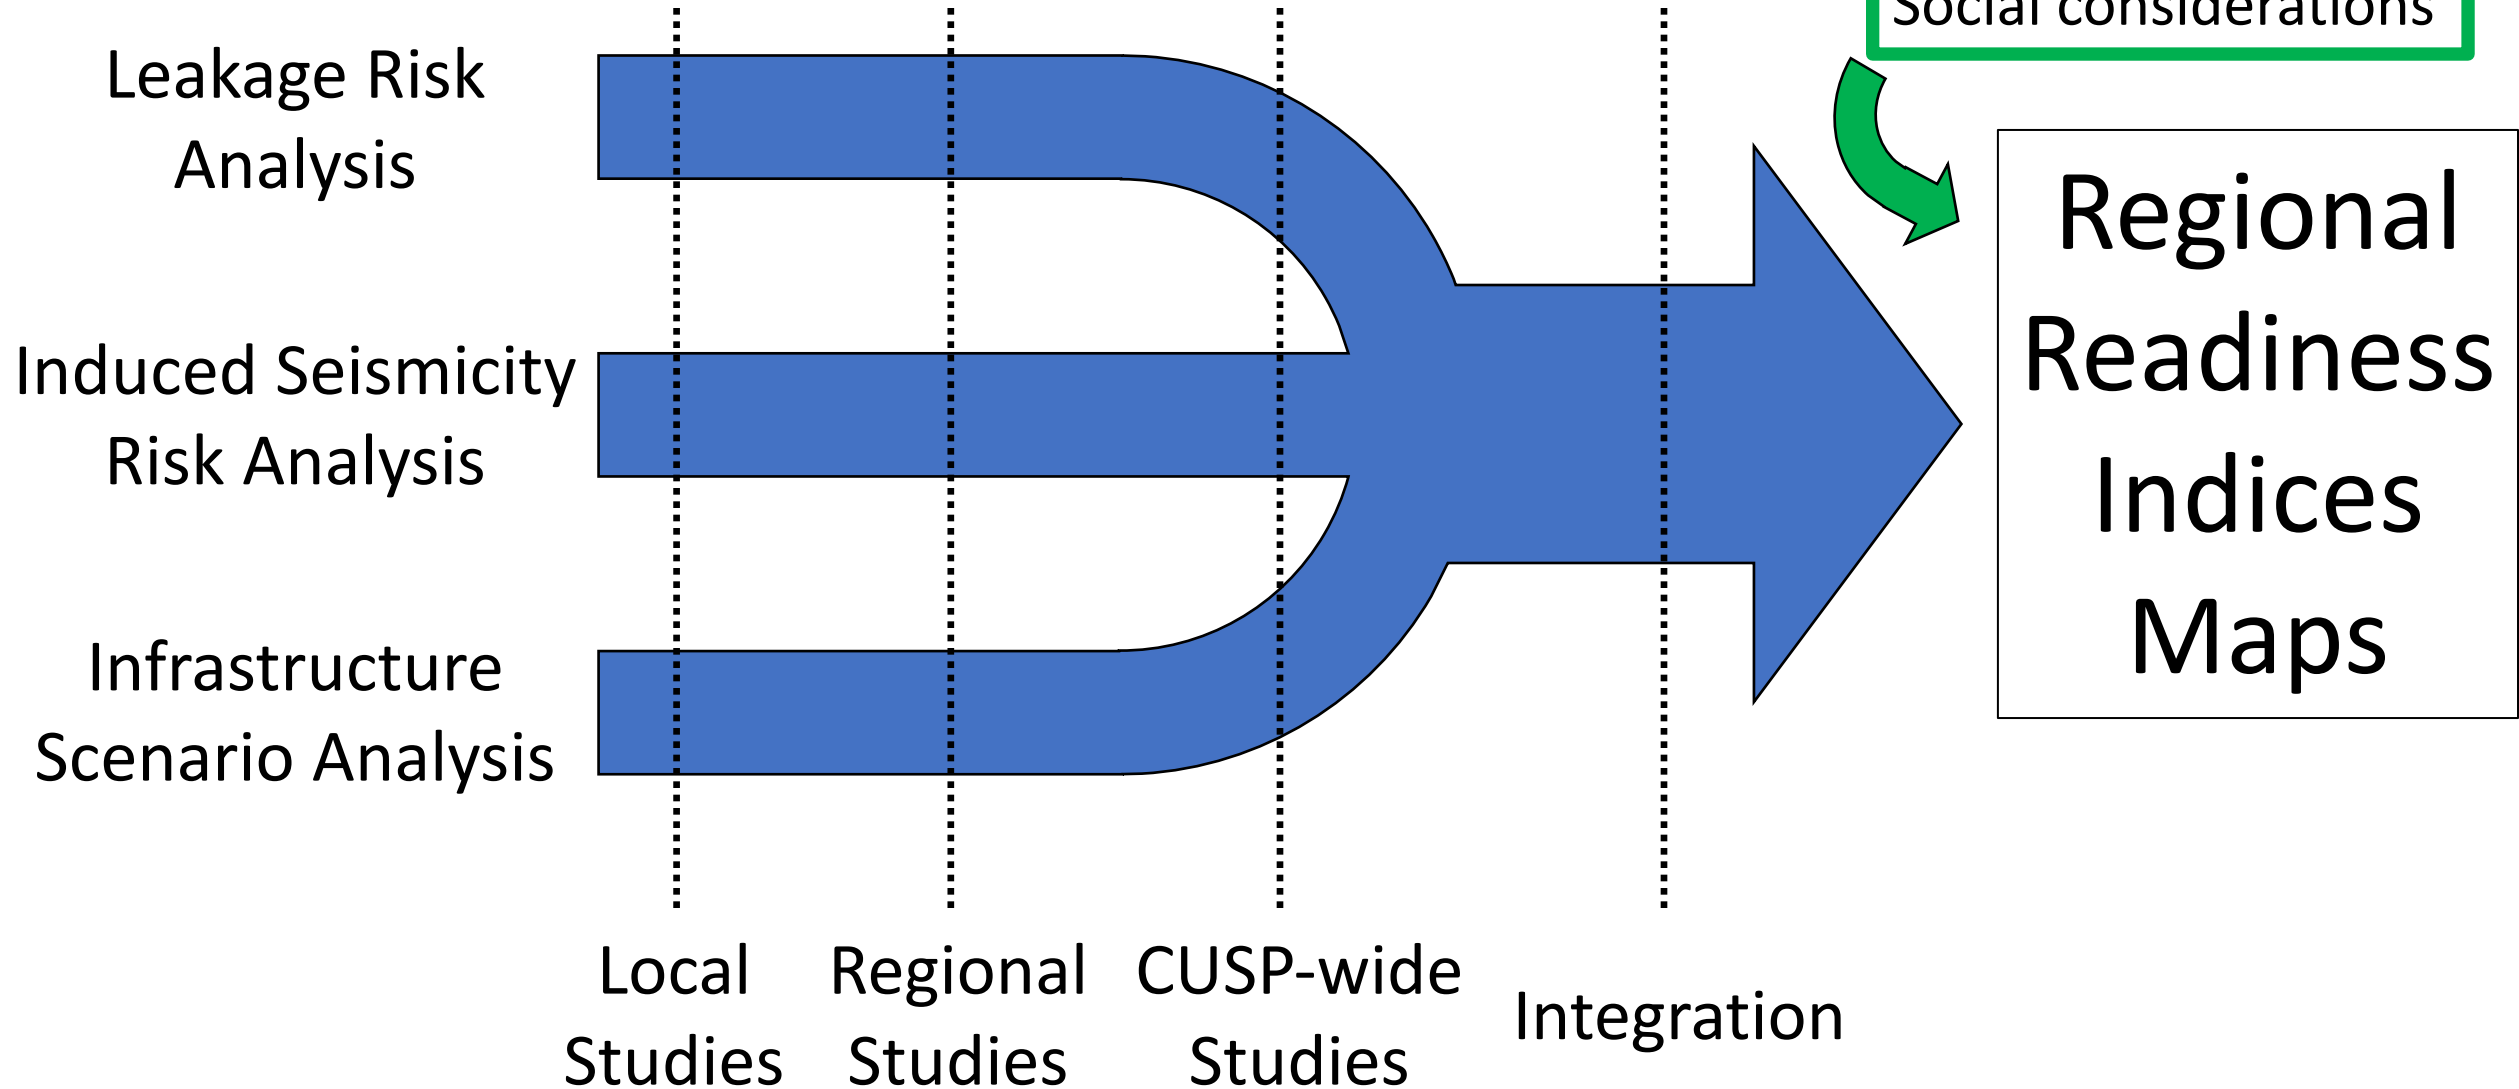 Social considerations
Leakage Risk
Analysis
Induced Seismicity
Risk Analysis
Infrastructure
Scenario Analysis
Regional
Readiness
Indices
Maps
Local
Studies
Regional
Studies
CUSP-wide
Studies
Integration